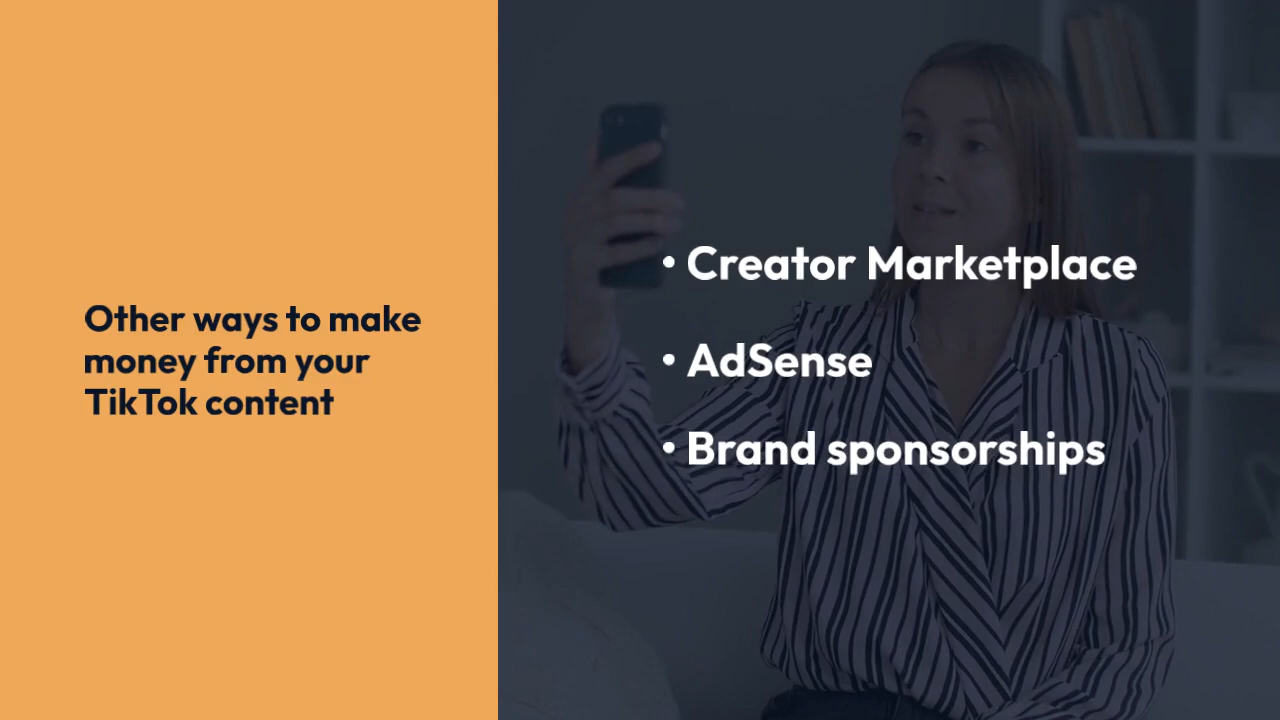 Other ways to make
money from your
TikTok content
• Creator Marketplace
• AdSense
• Brand sponsorships